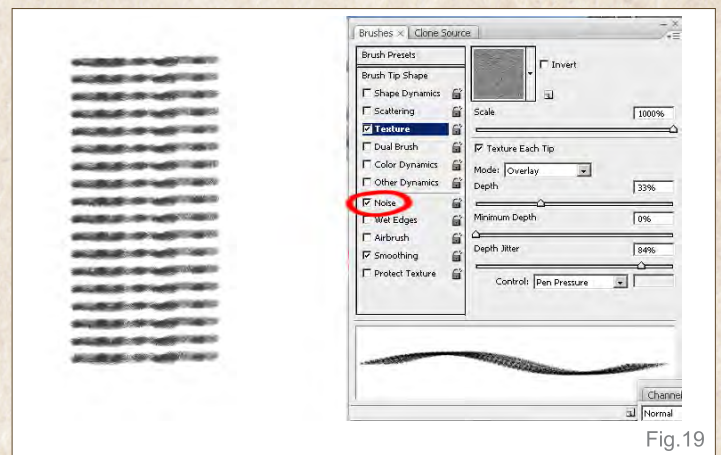 Brushes × Clone Source
Brush Presets
Brush Tip Shape
Shape Dynamics
Scattering
Texture
Dual Brush
Color Dynamics
Other Dynamics
Noise
Wet Edges
Airbrush
Smoothing
Protect Texture
Invert
Scale 1000%
Texture Each Tip
Mode: Overlay
Depth 33%
Minimum Depth 0%
Depth Jitter 84%
Control: Pen Pressure
Channel
Normal
Fig.19